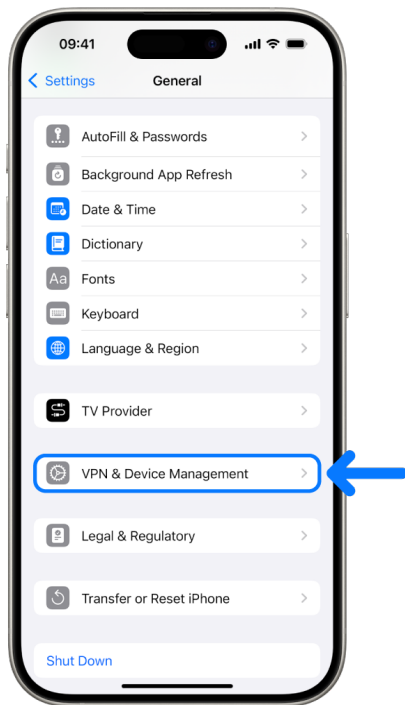 09:41
Settings General
AutoFill & Passwords
Background App Refresh
Date & Time
Dictionary
Aa Fonts
Keyboard
Language & Region
TV Provider
VPN & Device Management
Legal & Regulatory
Transfer or Reset iPhone
Shut Down